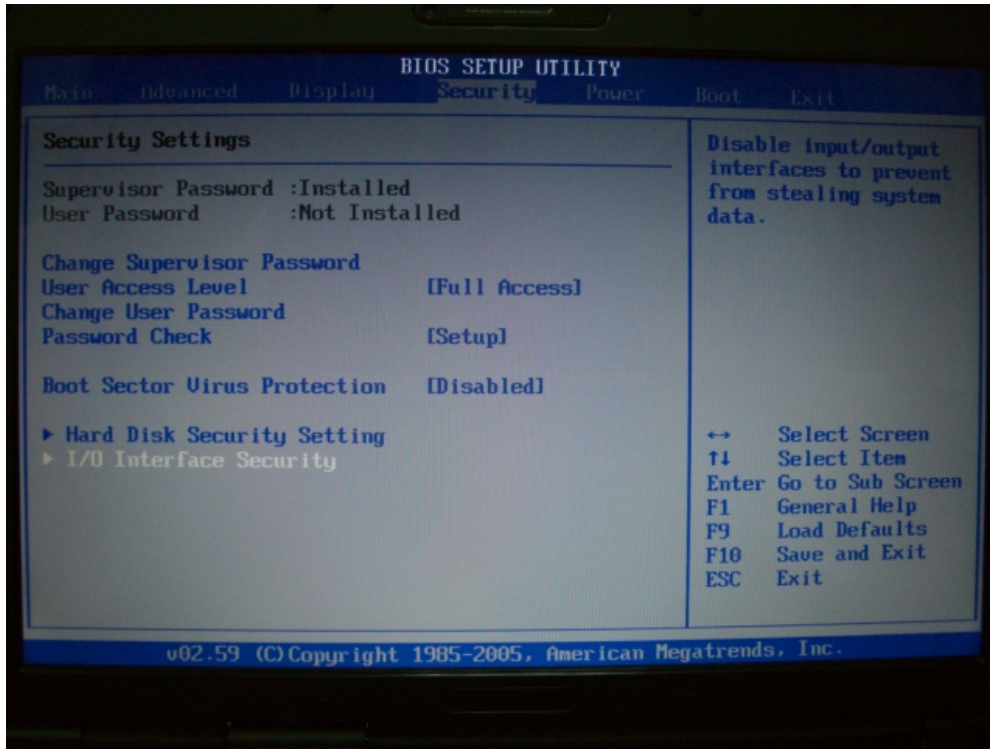 BIOS SETUP UTILITY
Main Advanced Display Security Power Boot Exit
Security Settings
Supervisor Password :Installed
User Password :Not Installed
Change Supervisor Password
User Access Level [Full Access]
Change User Password
Password Check [Setup]
Boot Sector Virus Protection [Disabled]
▶ Hard Disk Security Setting
▶ I/O Interface Security
Disable input/output
interfaces to prevent
from stealing system
data.
↔ Select Screen
↑↓ Select Item
Enter Go to Sub Screen
F1 General Help
F9 Load Defaults
F10 Save and Exit
ESC Exit
v02.59 (C)Copyright 1985-2005, American Megatrends, Inc.